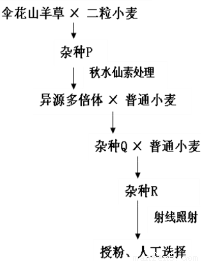 伞花山羊草 × 二粒小麦
杂种P
秋水仙素处理
异源多倍体 × 普通小麦
杂种Q × 普通小麦
杂种R
射线照射
授粉、人工选择